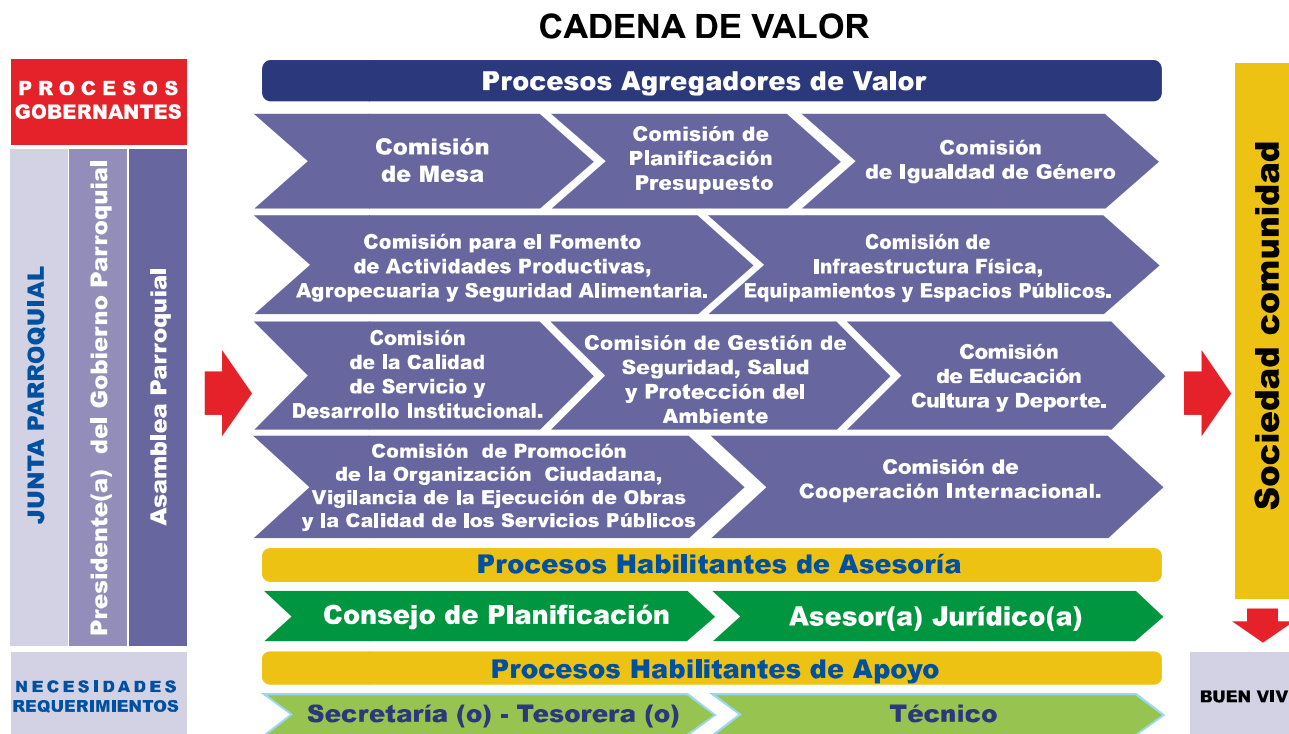 CADENA DE VALOR
PROCESOS
GOBERNANTES
JUNTA PARROQUIAL
Presidente(a) del Gobierno Parroquial
Asamblea Parroquial
NECESIDADES
REQUERIMIENTOS
Procesos Agregadores de Valor
Comisión
de Mesa
Comisión de
Planificación
Presupuesto
Comisión
de Igualdad de Género
Comisión para el Fomento
de Actividades Productivas,
Agropecuaria y Seguridad Alimentaria.
Comisión de
Infraestructura Física,
Equipamientos y Espacios Públicos.
Comisión
de la Calidad
de Servicio y
Desarrollo Institucional.
Comisión de Gestión de
Seguridad, Salud
y Protección del
Ambiente
Comisión
de Educación
Cultura y Deporte.
Comisión de Promoción
de la Organización Ciudadana,
Vigilancia de la Ejecución de Obras
y la Calidad de los Servicios Públicos
Comisión de
Cooperación Internacional.
Procesos Habilitantes de Asesoría
Consejo de Planificación
Asesor(a) Jurídico(a)
Procesos Habilitantes de Apoyo
Secretaría (o) - Tesorera (o)
Técnico
Sociedad comunidad
BUEN VIV